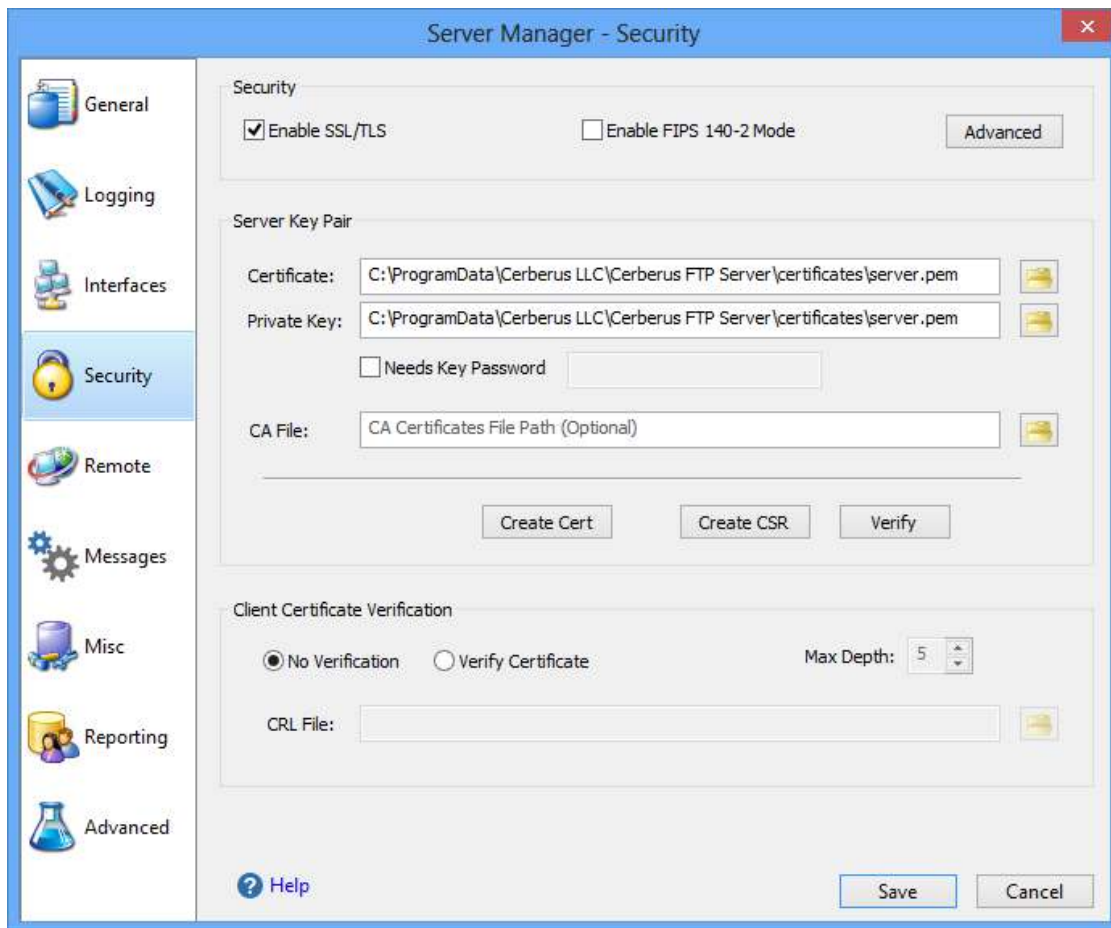 Server Manager - Security
General
Logging
Interfaces
Security
Remote
Messages
Misc
Reporting
Advanced
Security
Enable SSL/TLS
Enable FIPS 140-2 Mode
Advanced
Server Key Pair
Certificate: C:\ProgramData\Cerberus LLC\Cerberus FTP Server\certificates\server.pem
Private Key: C:\ProgramData\Cerberus LLC\Cerberus FTP Server\certificates\server.pem
Needs Key Password
CA File: CA Certificates File Path (Optional)
Create Cert
Create CSR
Verify
Client Certificate Verification
No Verification
Verify Certificate
Max Depth: 5
CRL File:
? Help
Save
Cancel